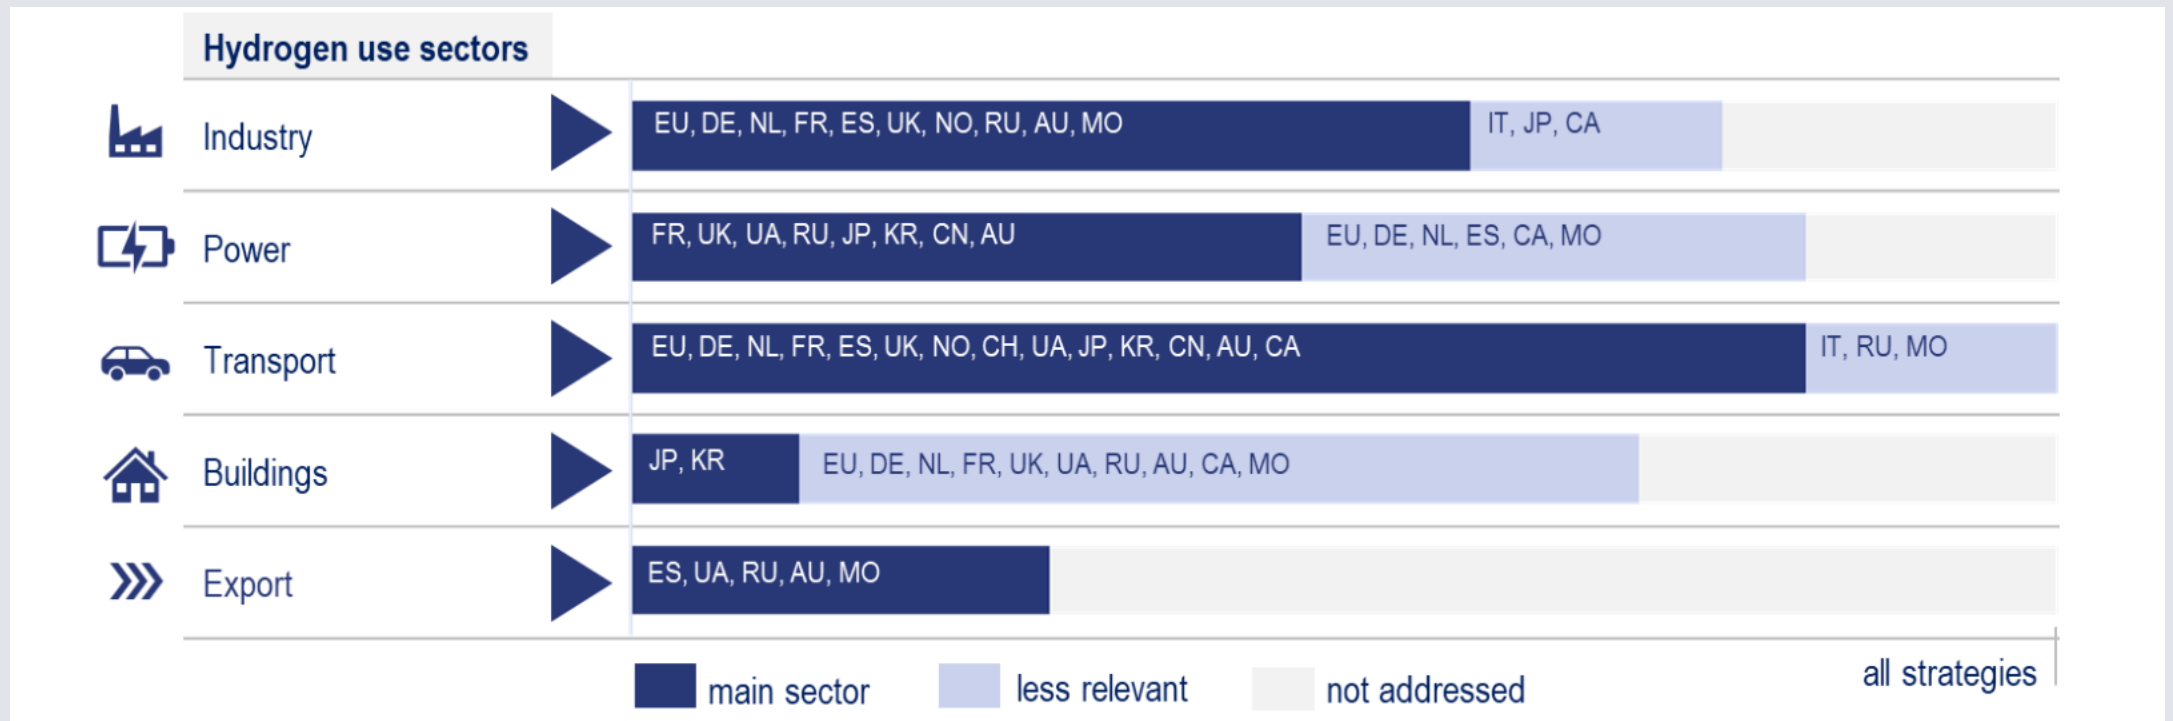 Hydrogen use sectors
Industry
EU, DE, NL, FR, ES, UK, NO, RU, AU, MO
IT, JP, CA
Power
FR, UK, UA, RU, JP, KR, CN, AU
EU, DE, NL, ES, CA, MO
Transport
EU, DE, NL, FR, ES, UK, NO, CH, UA, JP, KR, CN, AU, CA
IT, RU, MO
Buildings
JP, KR
EU, DE, NL, FR, UK, UA, RU, AU, CA, MO
Export
ES, UA, RU, AU, MO
main sector
less relevant
not addressed
all strategies